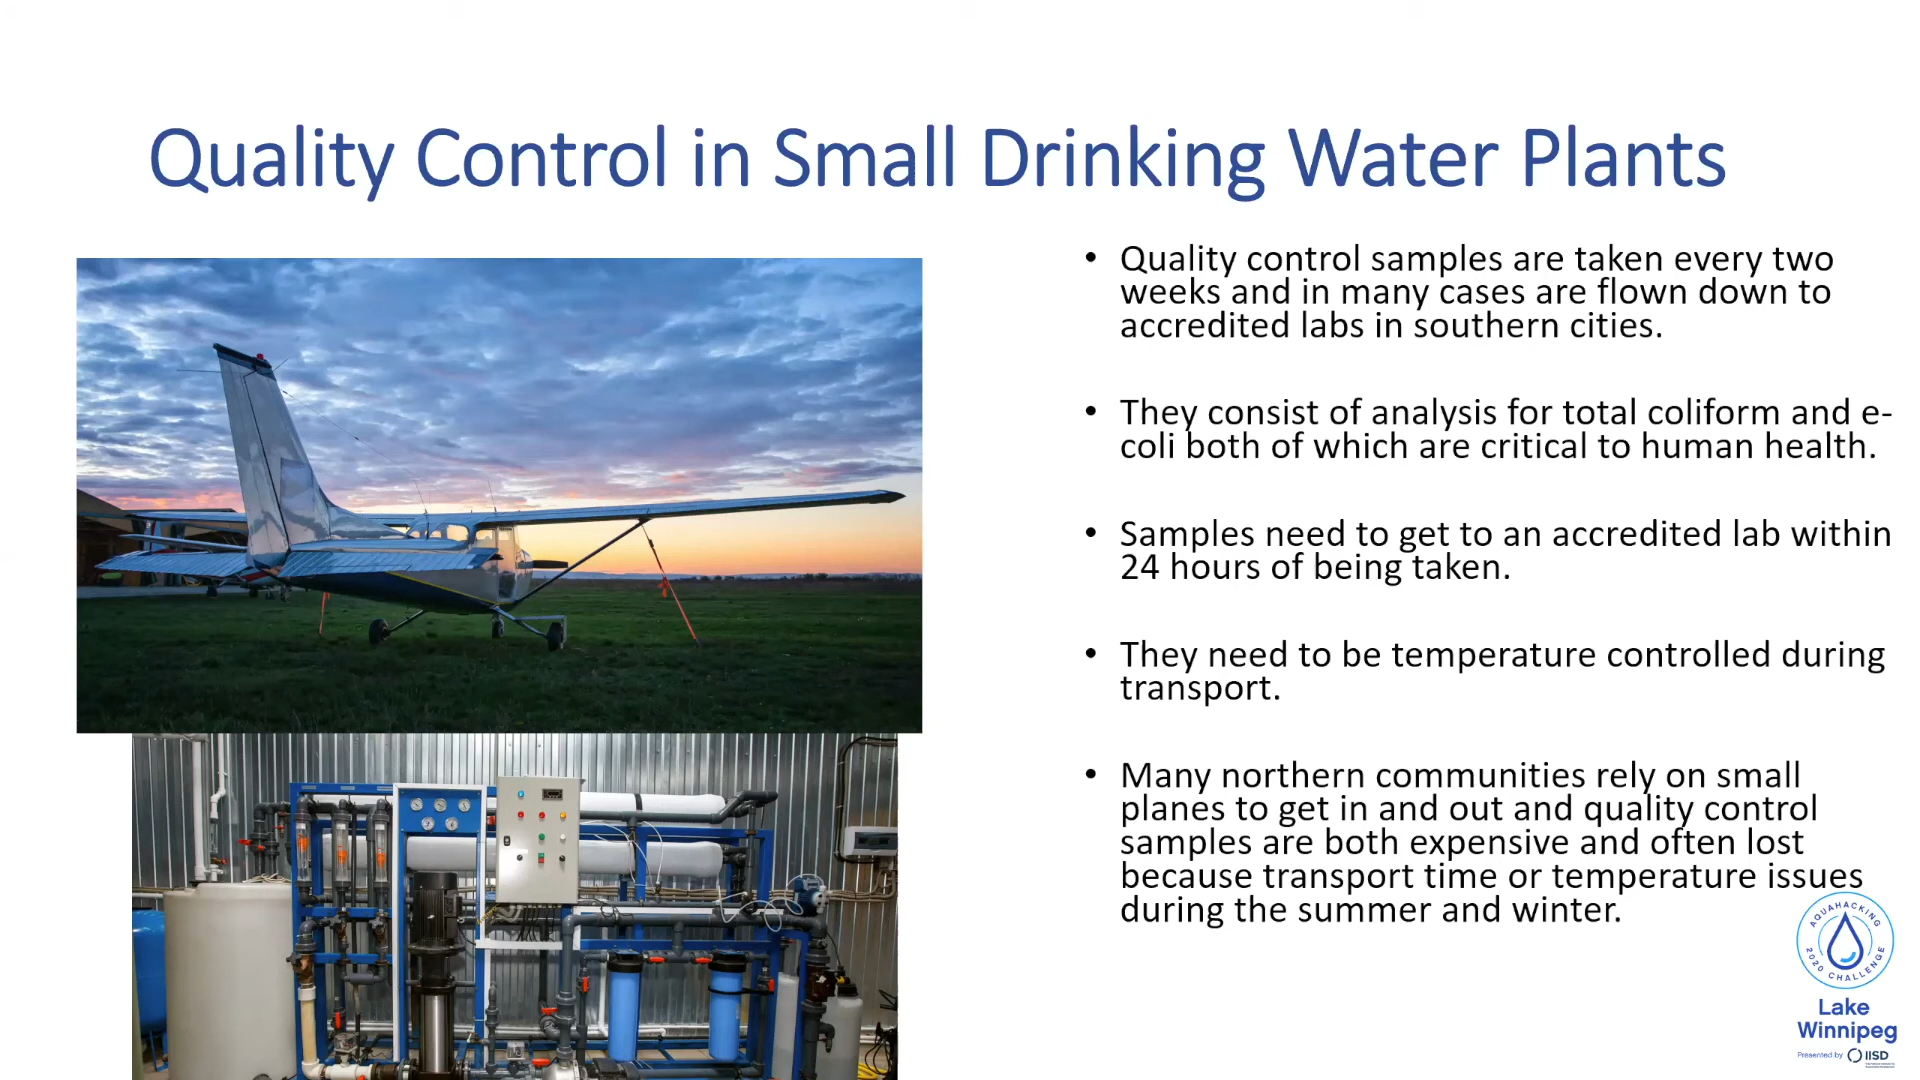 Quality Control in Small Drinking Water Plants
• Quality control samples are taken every two
weeks and in many cases are flown down to
accredited labs in southern cities.
• They consist of analysis for total coliform and e-
coli both of which are critical to human health.
• Samples need to get to an accredited lab within
24 hours of being taken.
• They need to be temperature controlled during
transport.
• Many northern communities rely on small
planes to get in and out and quality control
samples are both expensive and often lost
because transport time or temperature issues
during the summer and winter.
AQUAHACKING
2020 CHALLENGE
Lake
Winnipeg
Presented by IISD